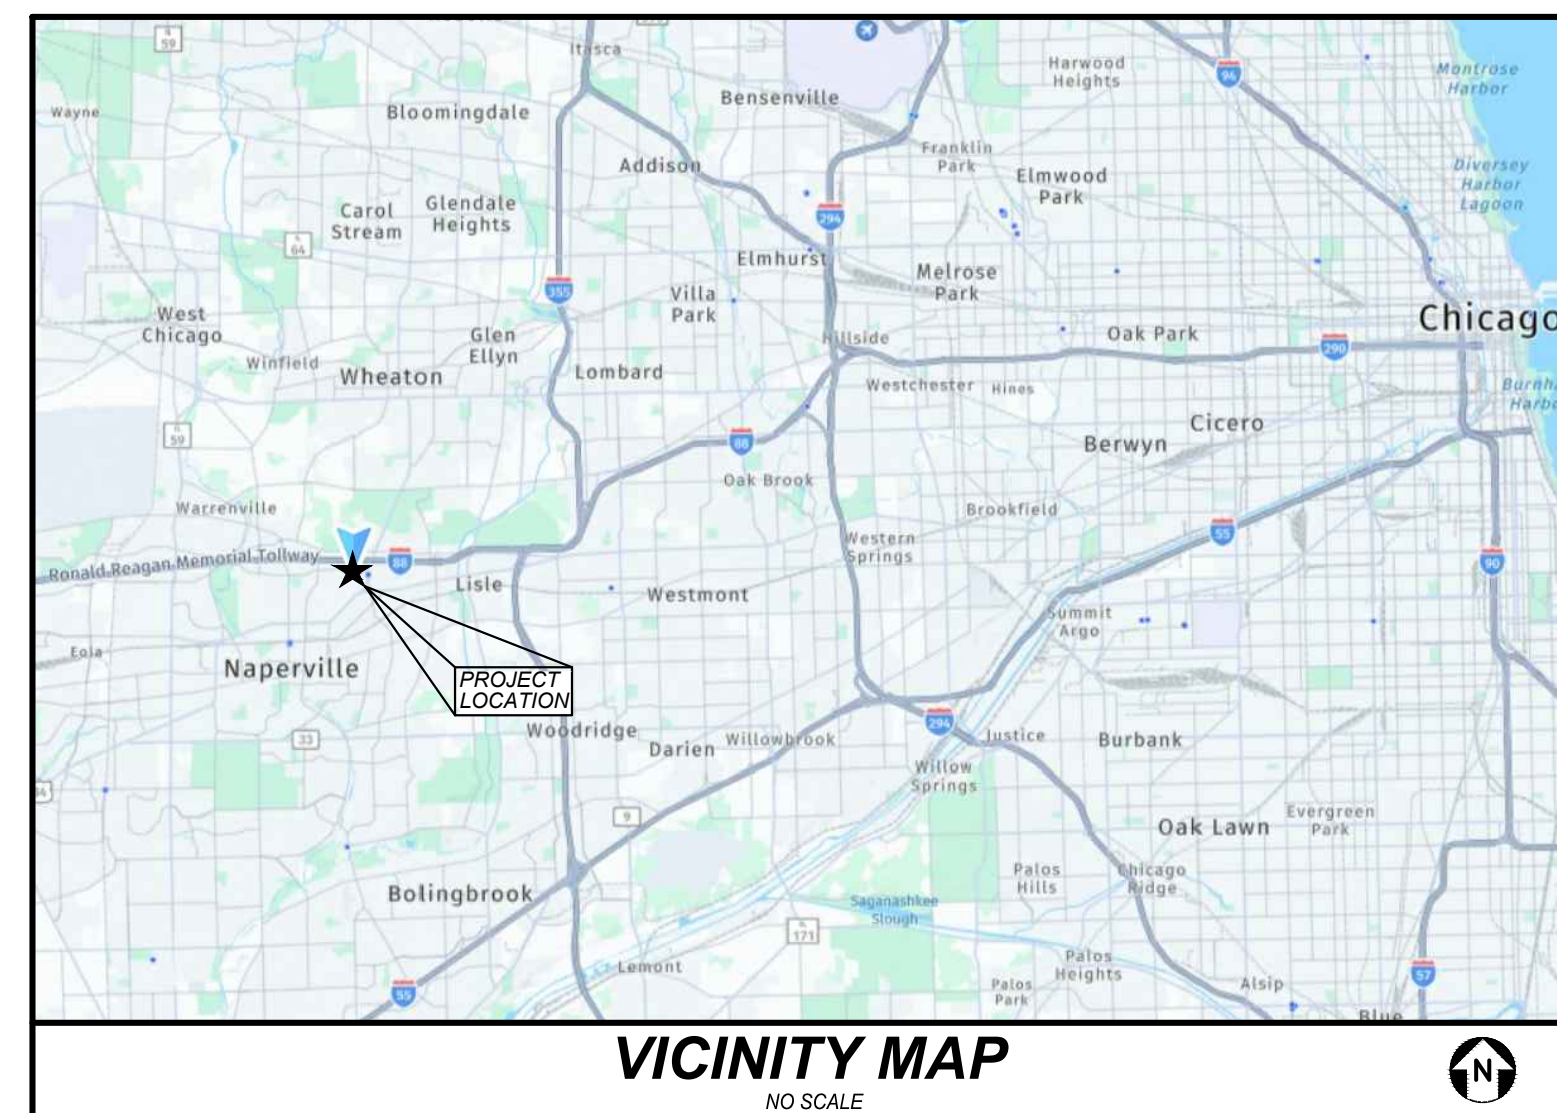 IL
59
Itasca
Harwood
Heights
94
Montrose
Harbor
Wayne
Bloomingdale
Bensenville
Franklin
Park
Addison
Elmwood
Park
Diversey
Harbor
Lagoon
Carol
Stream
Glendale
Heights
294
64
Elmhurst
Melrose
Park
355
Villa
Park
West
Chicago
Glen
Ellyn
Hillside
Oak Park
290
Chicago
Winfield
Wheaton
Lombard
Westchester
Hines
Burnha
Harbo
59
88
Berwyn
Cicero
Oak Brook
Warrenville
Brookfield
55
Western
Springs
Ronald Reagan Memorial Tollway
88
90
Lisle
Westmont
Summit
Argo
Eola
Naperville
PROJECT
LOCATION
33
Woodridge
Darien
Willowbrook
294
Justice
Burbank
Willow
Springs
9
Oak Lawn
Evergreen
Park
Bolingbrook
Palos
Hills
Chicago
Ridge
Saganashkee
Slough
171
Lemont
Palos
Heights
55
Palos
Park
Alsip
57
Blue
VICINITY MAP
NO SCALE
N